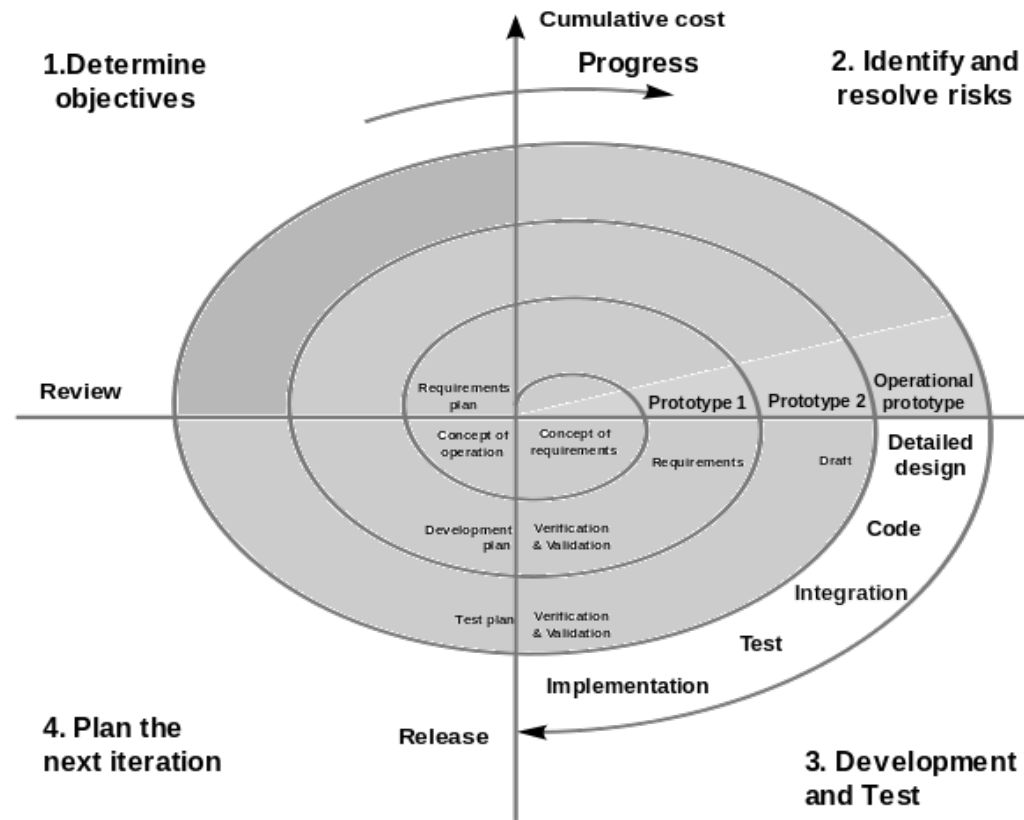 Cumulative cost
Progress
1.Determine
objectives
2. Identify and
resolve risks
Review
Requirements
plan
Prototype 1
Prototype 2
Operational
prototype
Concept of
operation
Concept of
requirements
Requirements
Draft
Detailed
design
Development
plan
Verification
& Validation
Code
Integration
Test plan
Verification
& Validation
Test
Implementation
Release
4. Plan the
next iteration
3. Development
and Test